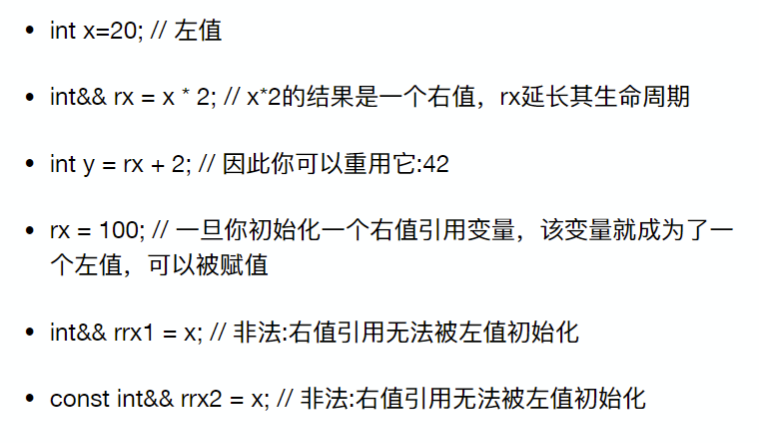 • int x=20; // 左值
• int&& rx = x * 2; // x*2的结果是一个右值，rx延长其生命周期
• int y = rx + 2; // 因此你可以重用它:42
• rx = 100; // 一旦你初始化一个右值引用变量，该变量就成为了一
个左值，可以被赋值
• int&& rrx1 = x; // 非法:右值引用无法被左值初始化
• const int&& rrx2 = x; // 非法:右值引用无法被左值初始化